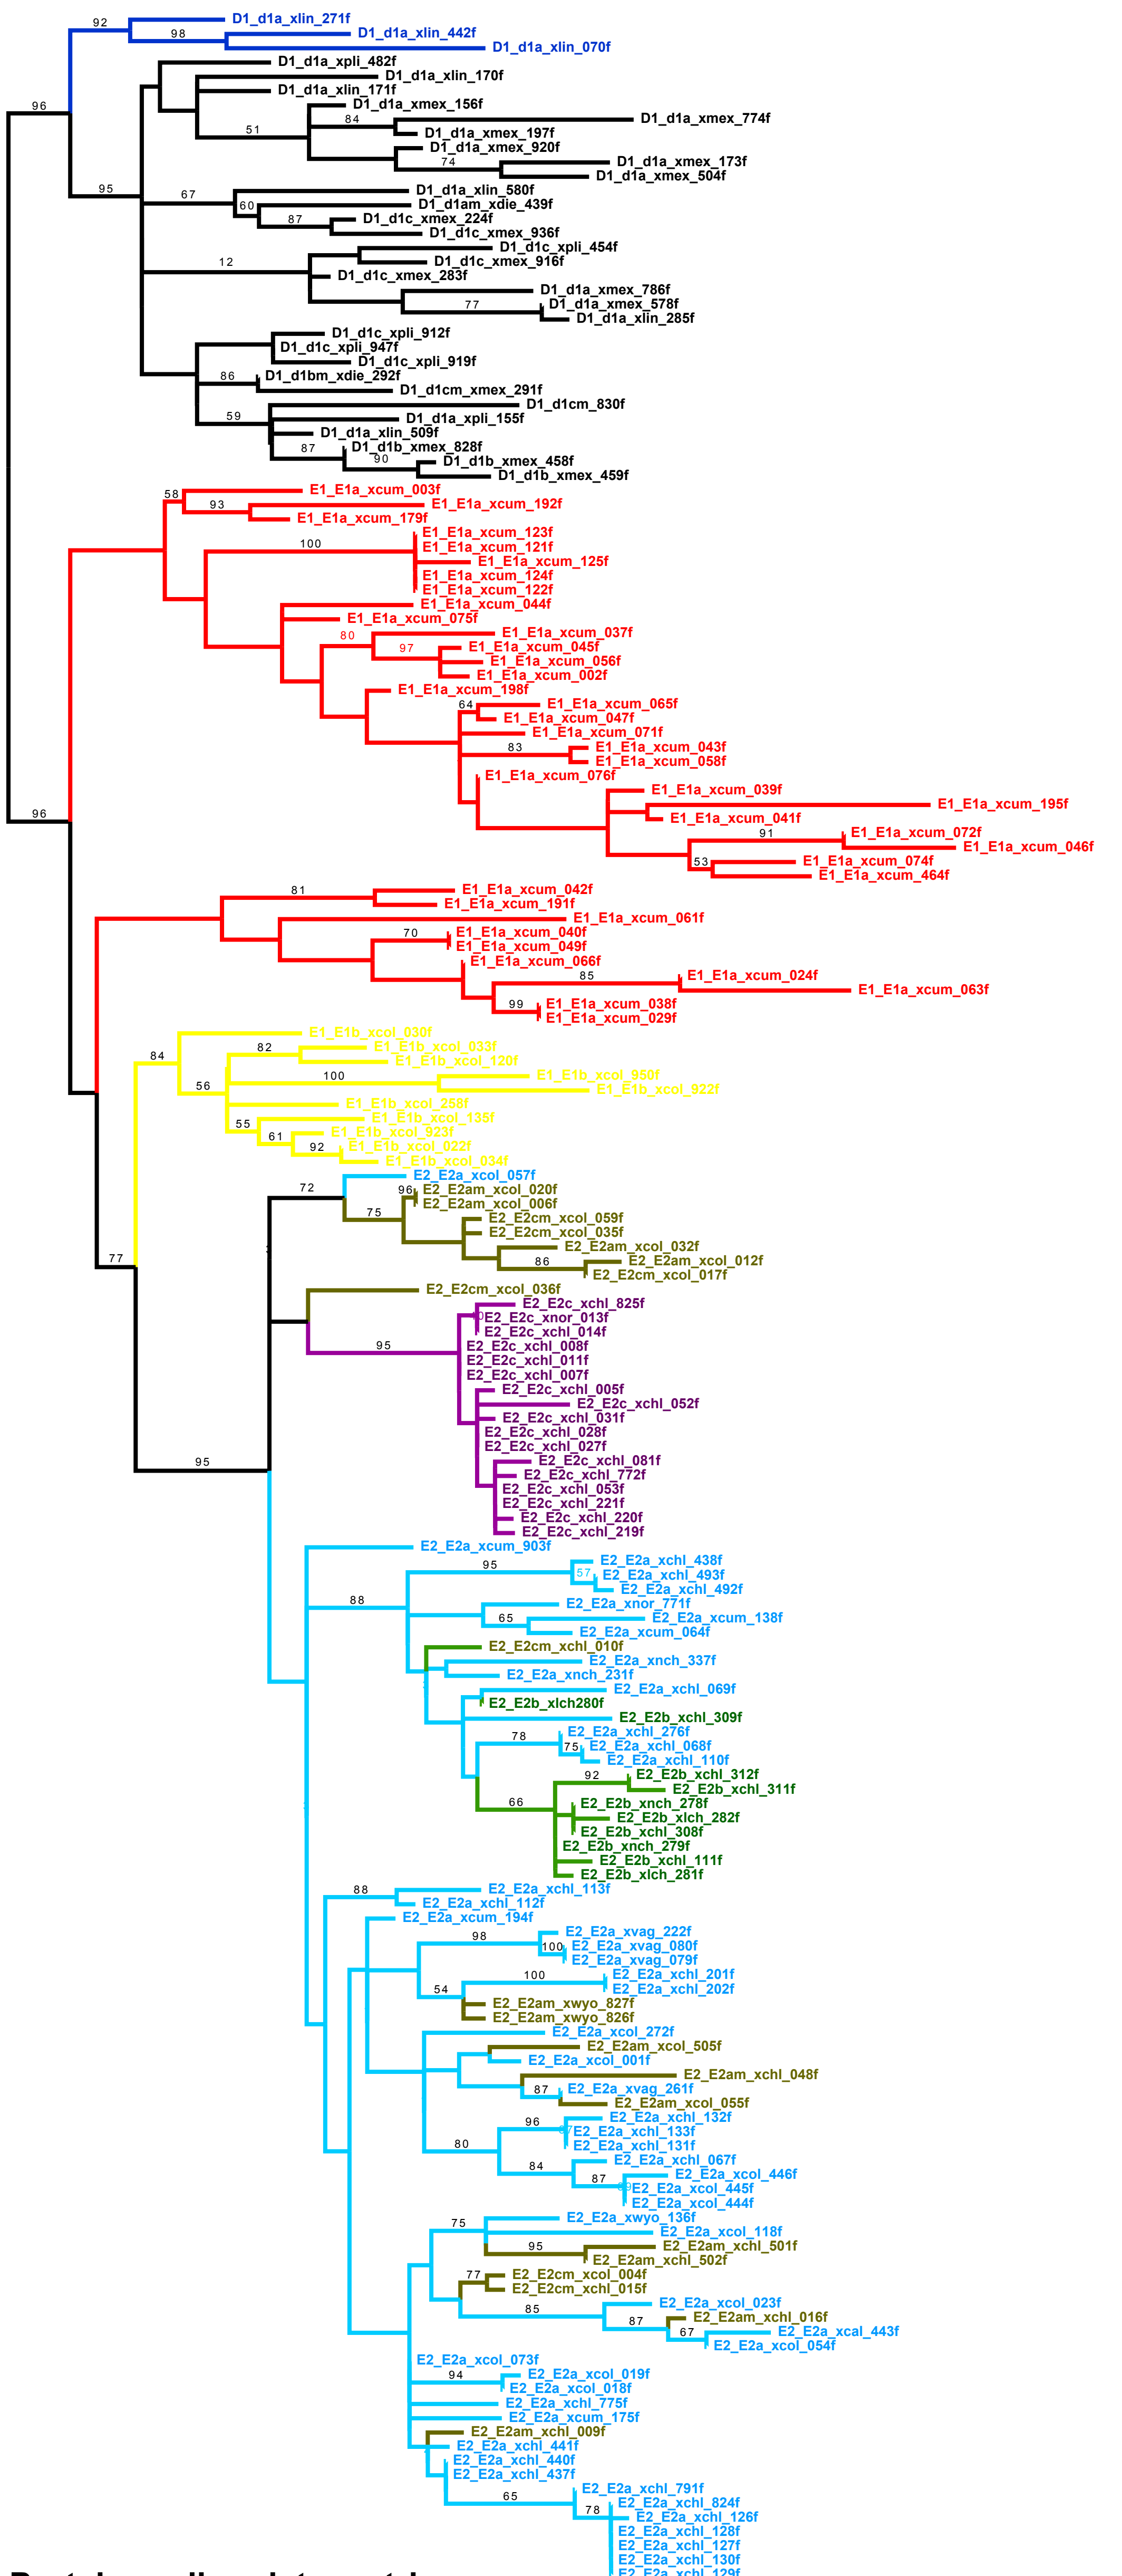 92
D1_d1a_xlin_271f
98
D1_d1a_xlin_442f
D1_d1a_xlin_070f
D1_d1a_xpli_482f
D1_d1a_xlin_170f
D1_d1a_xlin_171f
96
D1_d1a_xmex_156f
84
D1_d1a_xmex_774f
51
D1_d1a_xmex_197f
D1_d1a_xmex_920f
74
D1_d1a_xmex_173f
D1_d1a_xmex_504f
95
67
D1_d1a_xlin_580f
60
D1_d1am_xdie_439f
87
D1_d1c_xmex_224f
D1_d1c_xmex_936f
D1_d1c_xpli_454f
12
D1_d1c_xmex_916f
D1_d1c_xmex_283f
D1_d1a_xmex_786f
77
D1_d1a_xmex_578f
D1_d1a_xlin_285f
D1_d1c_xpli_912f
D1_d1c_xpli_947f
D1_d1c_xpli_919f
86
D1_d1bm_xdie_292f
D1_d1cm_xmex_291f
D1_d1cm_830f
59
D1_d1a_xpli_155f
D1_d1a_xlin_509f
87
D1_d1b_xmex_828f
90
D1_d1b_xmex_458f
D1_d1b_xmex_459f
58
E1_E1a_xcum_003f
93
E1_E1a_xcum_192f
E1_E1a_xcum_179f
E1_E1a_xcum_123f
100
E1_E1a_xcum_121f
E1_E1a_xcum_125f
E1_E1a_xcum_124f
E1_E1a_xcum_122f
E1_E1a_xcum_044f
E1_E1a_xcum_075f
80
E1_E1a_xcum_037f
97
E1_E1a_xcum_045f
E1_E1a_xcum_056f
E1_E1a_xcum_002f
E1_E1a_xcum_198f
64
E1_E1a_xcum_065f
E1_E1a_xcum_047f
E1_E1a_xcum_071f
83
E1_E1a_xcum_043f
E1_E1a_xcum_058f
E1_E1a_xcum_076f
E1_E1a_xcum_039f
E1_E1a_xcum_195f
96
E1_E1a_xcum_041f
91
E1_E1a_xcum_072f
E1_E1a_xcum_046f
53
E1_E1a_xcum_074f
E1_E1a_xcum_464f
81
E1_E1a_xcum_042f
E1_E1a_xcum_191f
E1_E1a_xcum_061f
70
E1_E1a_xcum_040f
E1_E1a_xcum_049f
E1_E1a_xcum_066f
85
E1_E1a_xcum_024f
E1_E1a_xcum_063f
99
E1_E1a_xcum_038f
E1_E1a_xcum_029f
E1_E1b_xcol_030f
84
82
E1_E1b_xcol_033f
E1_E1b_xcol_120f
100
E1_E1b_xcol_960f
56
E1_E1b_xcol_922f
E1_E1b_xcol_258f
55
E1_E1b_xcol_135f
61
E1_E1b_xcol_923f
92
E1_E1b_xcol_022f
E1_E1b_xcol_034f
E2_E2a_xcol_057f
72
96
E2_E2am_xcol_020f
E2_E2am_xcol_006f
75
E2_E2cm_xcol_059f
E2_E2cm_xcol_035f
E2_E2am_xcol_032f
77
86
E2_E2am_xcol_012f
E2_E2cm_xcol_017f
E2_E2cm_xcol_036f
E2_E2c_xchl_825f
E2_E2c_xnor_013f
E2_E2c_xchl_014f
95
E2_E2c_xchl_008f
E2_E2c_xchl_011f
E2_E2c_xchl_007f
E2_E2c_xchl_005f
E2_E2c_xchl_052f
E2_E2c_xchl_031f
E2_E2c_xchl_028f
E2_E2c_xchl_027f
95
E2_E2c_xchl_081f
E2_E2c_xchl_772f
E2_E2c_xchl_053f
E2_E2c_xchl_221f
E2_E2c_xchl_220f
E2_E2c_xchl_219f
E2_E2a_xcum_903f
95
E2_E2a_xchl_438f
57
E2_E2a_xchl_493f
E2_E2a_xchl_492f
88
E2_E2a_xnor_771f
65
E2_E2a_xcum_138f
E2_E2a_xcum_064f
E2_E2cm_xchl_010f
E2_E2a_xnch_337f
E2_E2a_xnch_231f
E2_E2a_xchl_069f
E2_E2b_xlch280f
E2_E2b_xchl_309f
78
E2_E2a_xchl_276f
75
E2_E2a_xchl_068f
E2_E2a_xchl_110f
92
E2_E2b_xchl_312f
E2_E2b_xchl_311f
66
E2_E2b_xnch_278f
E2_E2b_xlch_282f
E2_E2b_xchl_308f
E2_E2b_xnch_279f
E2_E2b_xchl_111f
E2_E2b_xlch_281f
88
E2_E2a_xchl_113f
E2_E2a_xchl_112f
E2_E2a_xcum_194f
98
E2_E2a_xvag_222f
100
E2_E2a_xvag_080f
E2_E2a_xvag_079f
100
E2_E2a_xchl_201f
54
E2_E2a_xchl_202f
E2_E2am_xwyo_827f
E2_E2am_xwyo_826f
E2_E2a_xcol_272f
E2_E2am_xcol_505f
E2_E2a_xcol_001f
E2_E2am_xchl_048f
87
E2_E2a_xvag_261f
E2_E2am_xcol_055f
96
E2_E2a_xchl_132f
E2_E2a_xchl_133f
80
E2_E2a_xchl_131f
84
E2_E2a_xchl_067f
87
E2_E2a_xcol_446f
E2_E2a_xcol_445f
E2_E2a_xcol_444f
75
E2_E2a_xwyo_136f
E2_E2a_xcol_118f
95
E2_E2am_xchl_501f
E2_E2am_xchl_502f
77
E2_E2cm_xcol_004f
E2_E2cm_xchl_015f
85
E2_E2a_xcol_023f
87
E2_E2am_xchl_016f
67
E2_E2a_xcal_443f
E2_E2a_xcol_054f
E2_E2a_xcol_073f
94
E2_E2a_xcol_019f
E2_E2a_xcol_018f
E2_E2a_xchl_775f
E2_E2a_xcum_175f
E2_E2am_xchl_009f
E2_E2a_xchl_441f
E2_E2a_xchl_440f
E2_E2a_xchl_437f
65
E2_E2a_xchl_791f
78
E2_E2a_xchl_824f
E2_E2a_xchl_126f
E2_E2a_xchl_128f
E2_E2a_xchl_127f
E2_E2a_xchl_130f
E2_E2a_xchl_129f